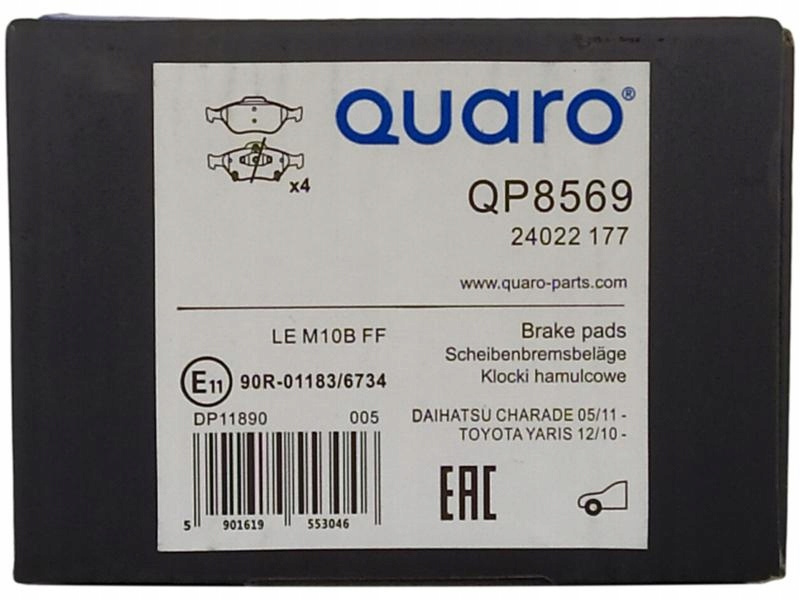 QUARO®
x4
QP8569
24022 177
www.quaro-parts.com
LE M10B FF
Brake pads
Scheibenbremsbeläge
Klocki hamulcowe
E11 90R-01183/6734
DP11890 005
DAIHATSU CHARADE 05/11 -
TOYOTA YARIS 12/10 -
EAC
5 901619 553046